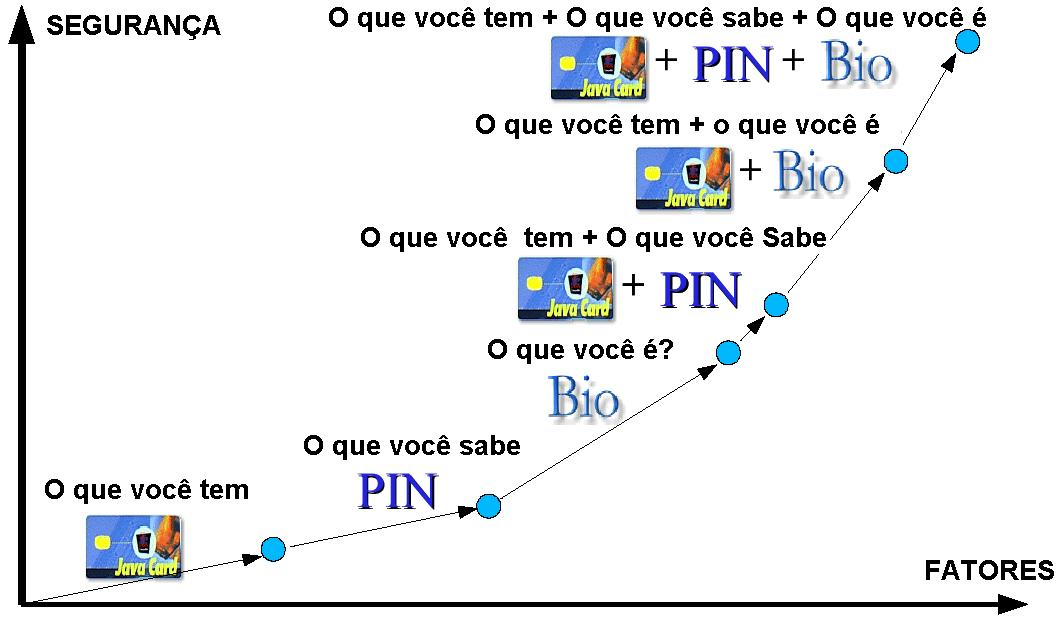 SEGURANÇA
O que você tem + O que você sabe + O que você é
Java Card + PIN + Bio
O que você tem + o que você é
Java Card + Bio
O que você tem + O que você Sabe
Java Card + PIN
O que você é?
Bio
O que você sabe
PIN
O que você tem
Java Card
FATORES